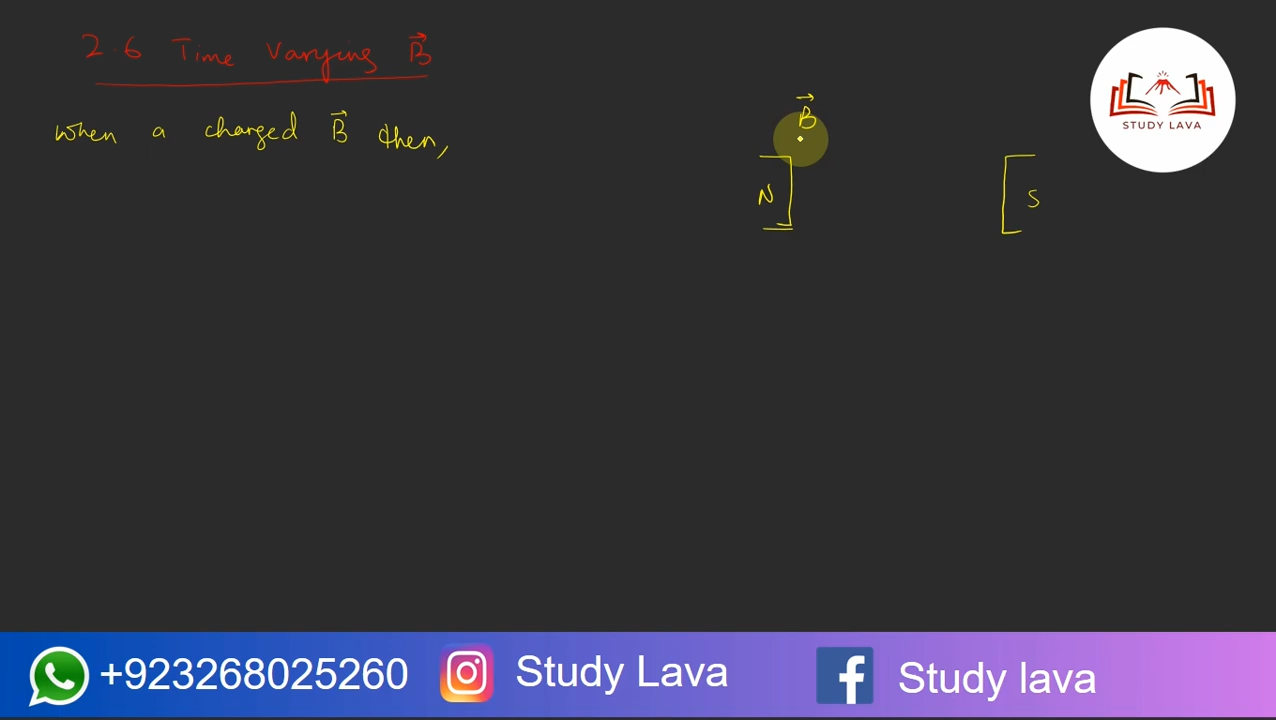 2.6 Time Varying B⃗
when a charged B⃗ then,
B⃗
N
S
STUDY LAVA
+923268025260
Study Lava
Study lava